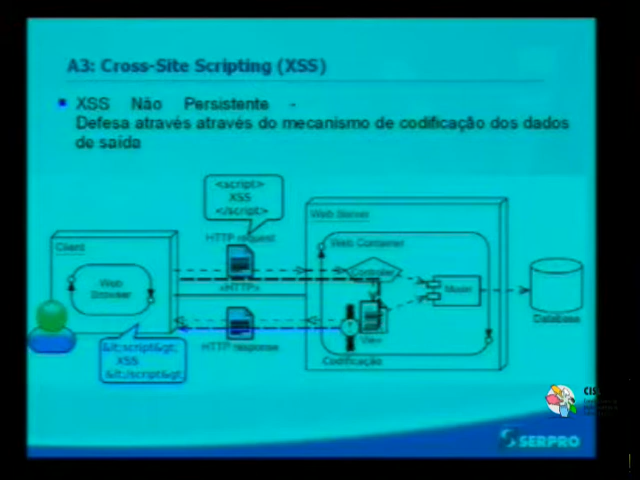 A3: Cross-Site Scripting (XSS)
XSS Não Persistente -
Defesa através através do mecanismo de codificação dos dados
de saída
<script>
XSS
</script>
Web Server
HTTP request
Web Container
Client
Controller
Web
Browser
«HTTP»
Model
View
Database
HTTP response
&lt;script&gt;
XSS
&lt;/script&gt;
Codificação
CIS
SERPRO